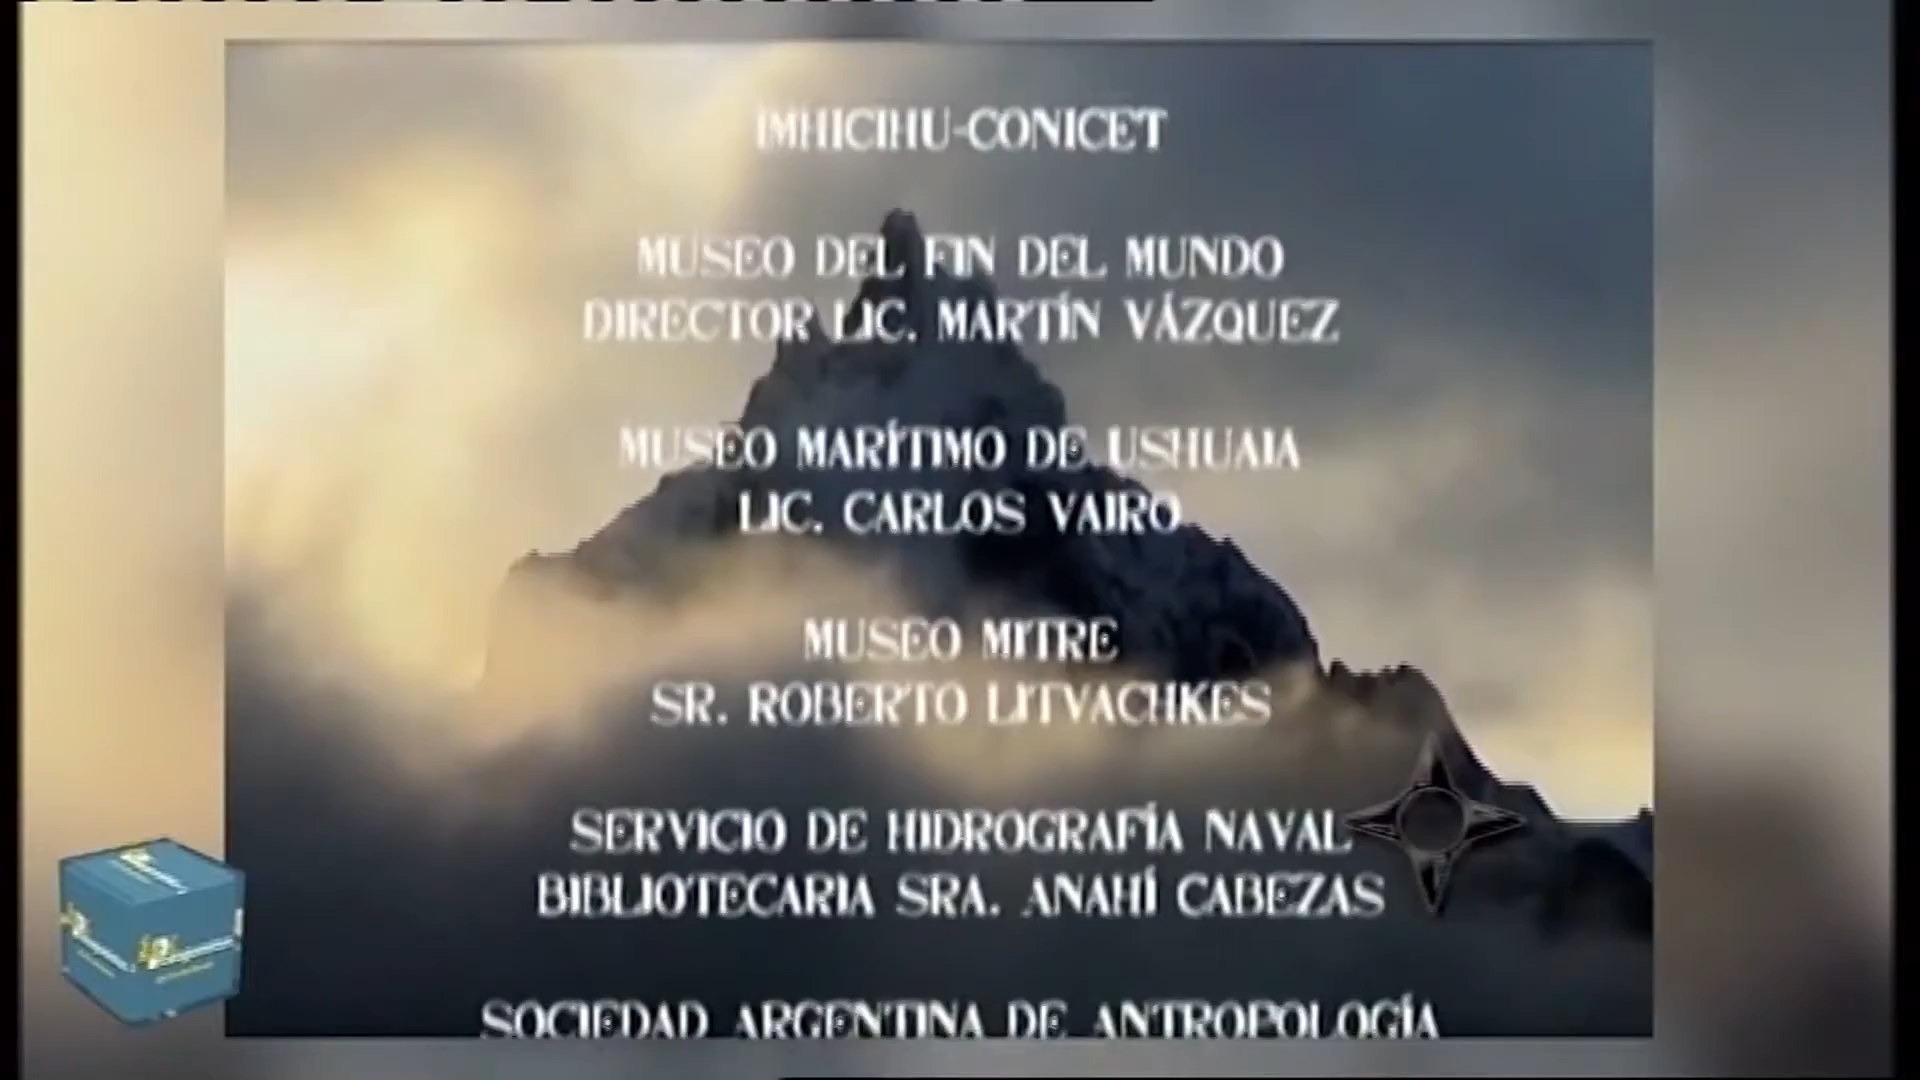 IMHICIHU-CONICET
MUSEO DEL FIN DEL MUNDO
DIRECTOR LIC. MARTÍN VÁZQUEZ
MUSEO MARÍTIMO DE USHUAIA
LIC. CARLOS VAIRO
MUSEO MITRE
SR. ROBERTO LITVACHKES
SERVICIO DE HIDROGRAFÍA NAVAL
BIBLIOTECARIA SRA. ANAHÍ CABEZAS
SOCIEDAD ARGENTINA DE ANTROPOLOGÍA